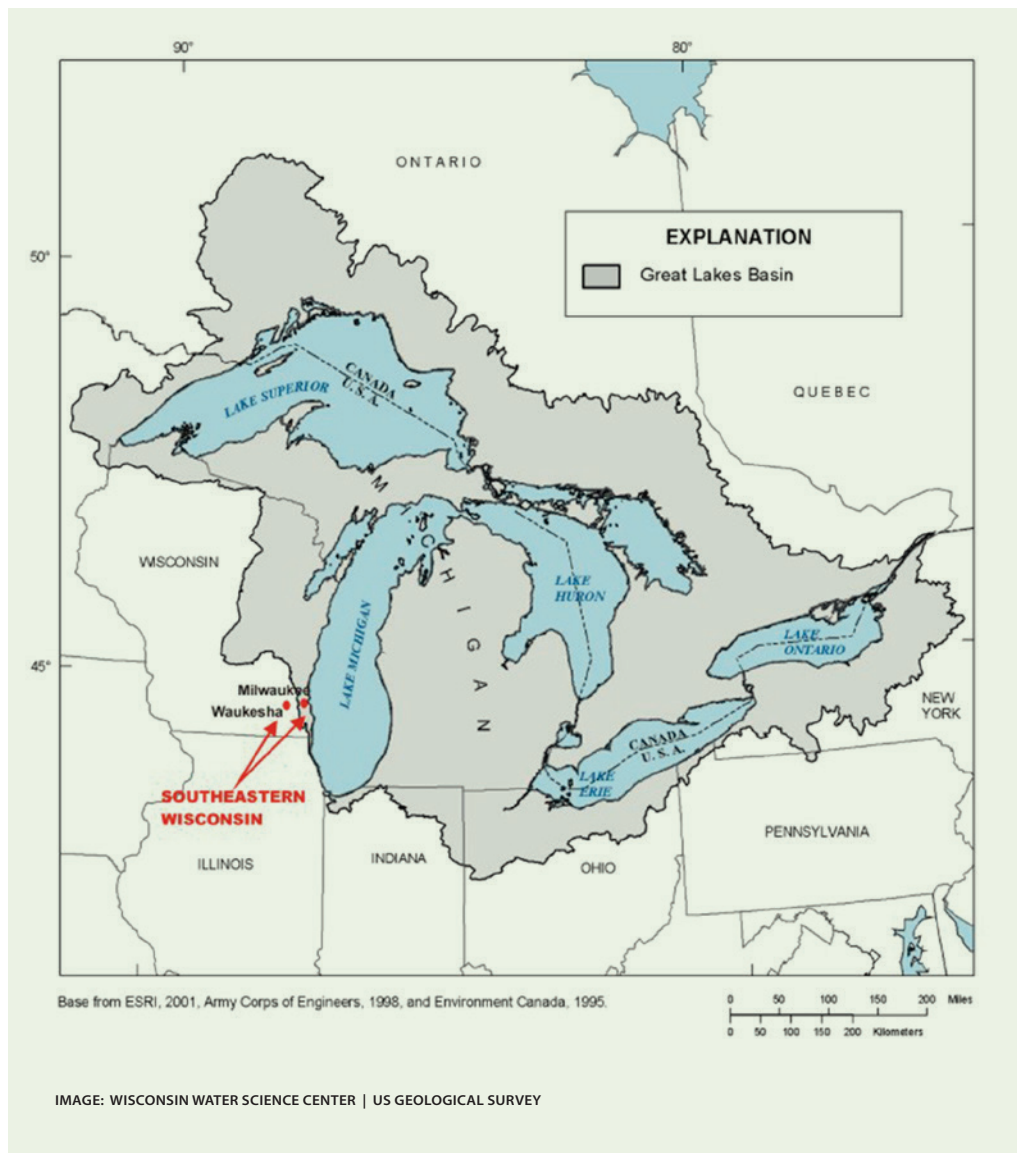 90°
80°
ONTARIO
EXPLANATION
50°
Great Lakes Basin
CANADA
U.S.A.
LAKE SUPERIOR
QUEBEC
MICHIGAN
WISCONSIN
LAKE
HURON
LAKE MICHIGAN
LAKE
ONTARIO
45°
Milwaukee
Waukesha
NEW
YORK
CANADA
U.S.A.
LAKE
ERIE
SOUTHEASTERN
WISCONSIN
PENNSYLVANIA
ILLINOIS
INDIANA
OHIO
Base from ESRI, 2001, Army Corps of Engineers, 1998, and Environment Canada, 1995.
0 50 100 150 200 Miles
0 50 100 150 200 Kilometers
IMAGE: WISCONSIN WATER SCIENCE CENTER | US GEOLOGICAL SURVEY